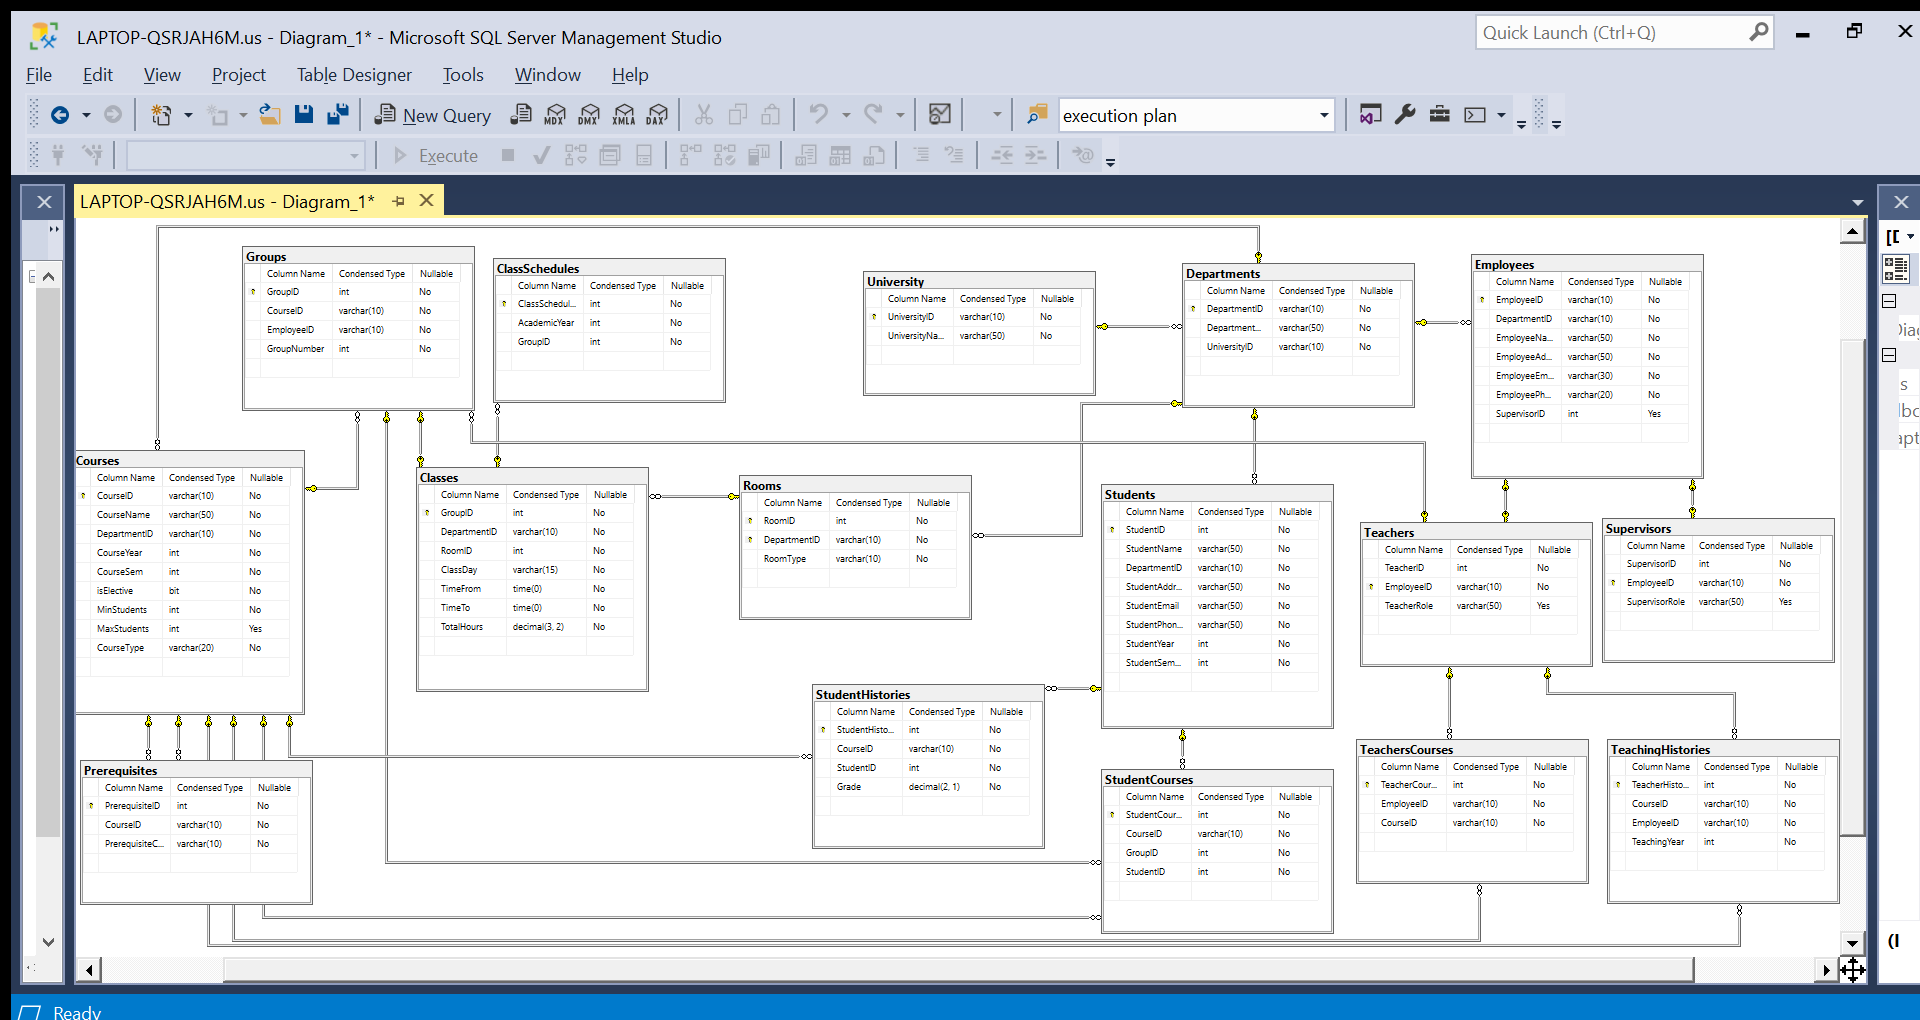 LAPTOP-QSRJAH6M.us - Diagram_1* - Microsoft SQL Server Management Studio
Quick Launch (Ctrl+Q)
File Edit View Project Table Designer Tools Window Help
New Query MDX DMX XMLA DAX execution plan
Execute
LAPTOP-QSRJAH6M.us - Diagram_1*
Groups
Column Name Condensed Type Nullable
GroupID int No
CourseID varchar(10) No
EmployeeID varchar(10) No
GroupNumber int No
ClassSchedules
Column Name Condensed Type Nullable
ClassSchedul... int No
AcademicYear int No
GroupID int No
University
Column Name Condensed Type Nullable
UniversityID varchar(10) No
UniversityNa... varchar(50) No
Departments
Column Name Condensed Type Nullable
DepartmentID varchar(10) No
Department... varchar(50) No
UniversityID varchar(10) No
Employees
Column Name Condensed Type Nullable
EmployeeID varchar(10) No
DepartmentID varchar(10) No
EmployeeNa... varchar(50) No
EmployeeAd... varchar(50) No
EmployeeEm... varchar(30) No
EmployeePh... varchar(20) No
SupervisorID int Yes
Courses
Column Name Condensed Type Nullable
CourseID varchar(10) No
CourseName varchar(50) No
DepartmentID varchar(10) No
CourseYear int No
CourseSem int No
isElective bit No
MinStudents int No
MaxStudents int Yes
CourseType varchar(20) No
Classes
Column Name Condensed Type Nullable
GroupID int No
DepartmentID varchar(10) No
RoomID int No
ClassDay varchar(15) No
TimeFrom time(0) No
TimeTo time(0) No
TotalHours decimal(3, 2) No
Rooms
Column Name Condensed Type Nullable
RoomID int No
DepartmentID varchar(10) No
RoomType varchar(10) No
Students
Column Name Condensed Type Nullable
StudentID int No
StudentName varchar(50) No
DepartmentID varchar(10) No
StudentAddr... varchar(50) No
StudentEmail varchar(50) No
StudentPhon... varchar(50) No
StudentYear int No
StudentSem... int No
Teachers
Column Name Condensed Type Nullable
TeacherID int No
EmployeeID varchar(10) No
TeacherRole varchar(50) Yes
Supervisors
Column Name Condensed Type Nullable
SupervisorID int No
EmployeeID varchar(10) No
SupervisorRole varchar(50) Yes
StudentHistories
Column Name Condensed Type Nullable
StudentHisto... int No
CourseID varchar(10) No
StudentID int No
Grade decimal(2, 1) No
Prerequisites
Column Name Condensed Type Nullable
PrerequisiteID int No
CourseID varchar(10) No
PrerequisiteC... varchar(10) No
StudentCourses
Column Name Condensed Type Nullable
StudentCour... int No
CourseID varchar(10) No
GroupID int No
StudentID int No
TeachersCourses
Column Name Condensed Type Nullable
TeacherCour... int No
EmployeeID varchar(10) No
CourseID varchar(10) No
TeachingHistories
Column Name Condensed Type Nullable
TeacherHisto... int No
CourseID varchar(10) No
EmployeeID varchar(10) No
TeachingYear int No
Ready